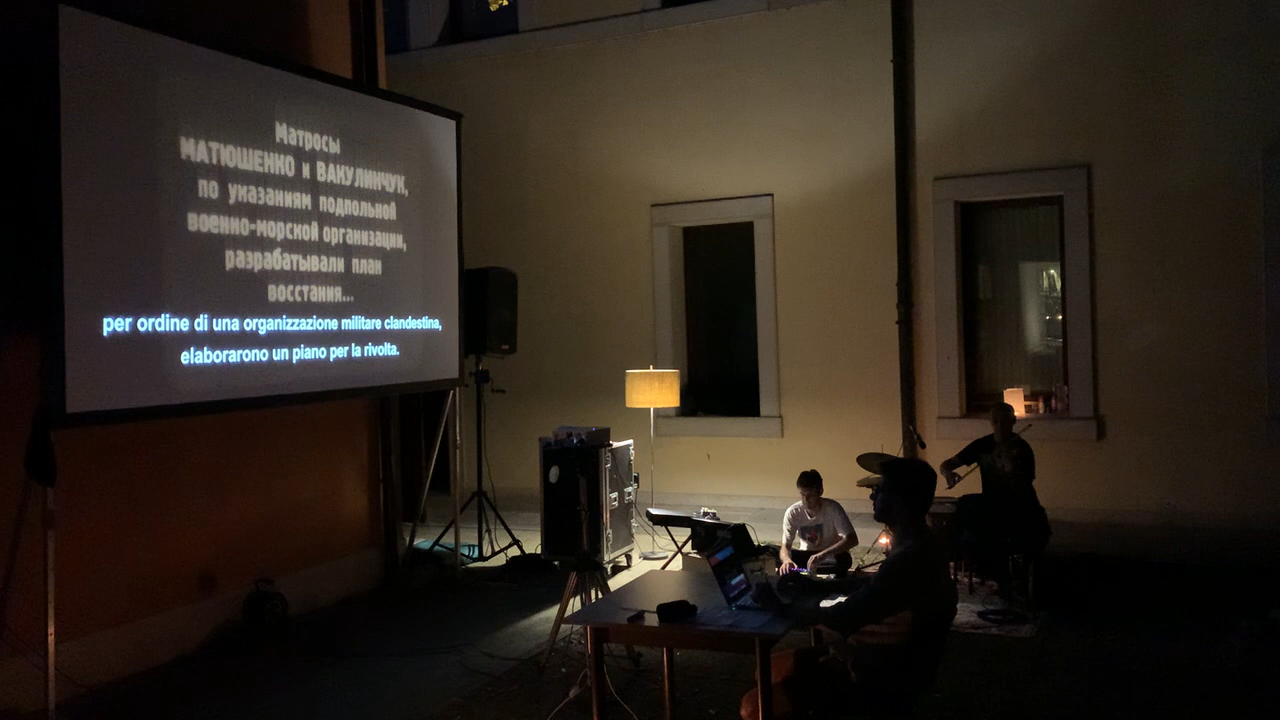 Матросы
МАТЮШЕНКО и ВАКУЛИНЧУК,
по указаниям подпольной
военно-морской организации,
разрабатывали план
восстания...
per ordine di una organizzazione militare clandestina,
elaborarono un piano per la rivolta.